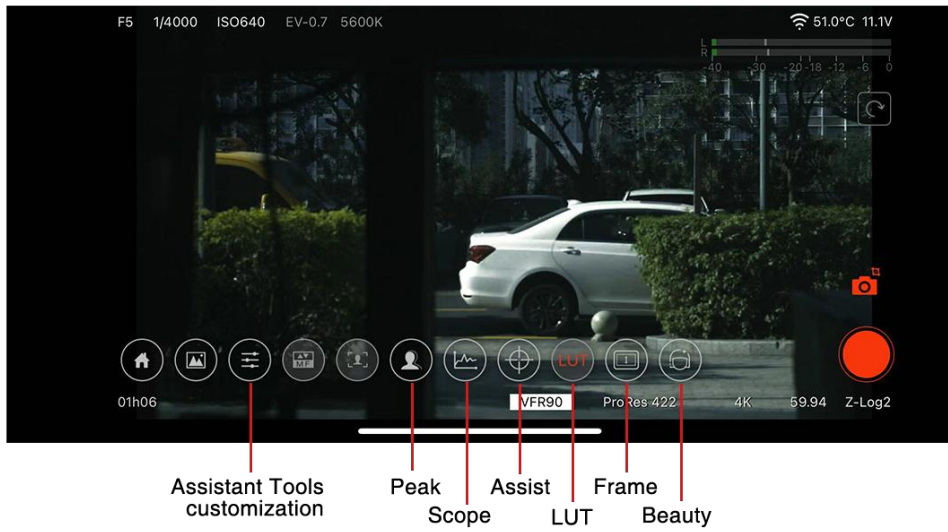 F5 1/4000 ISO640 EV-0.7 5600K 51.0°C 11.1V
L
R
-40 -30 -20 -18 -12 -6 0
MF LUT
01h06 VFR90 ProRes 422 4K 59.94 Z-Log2
Assistant Tools customization
Peak
Scope
Assist
LUT
Frame
Beauty